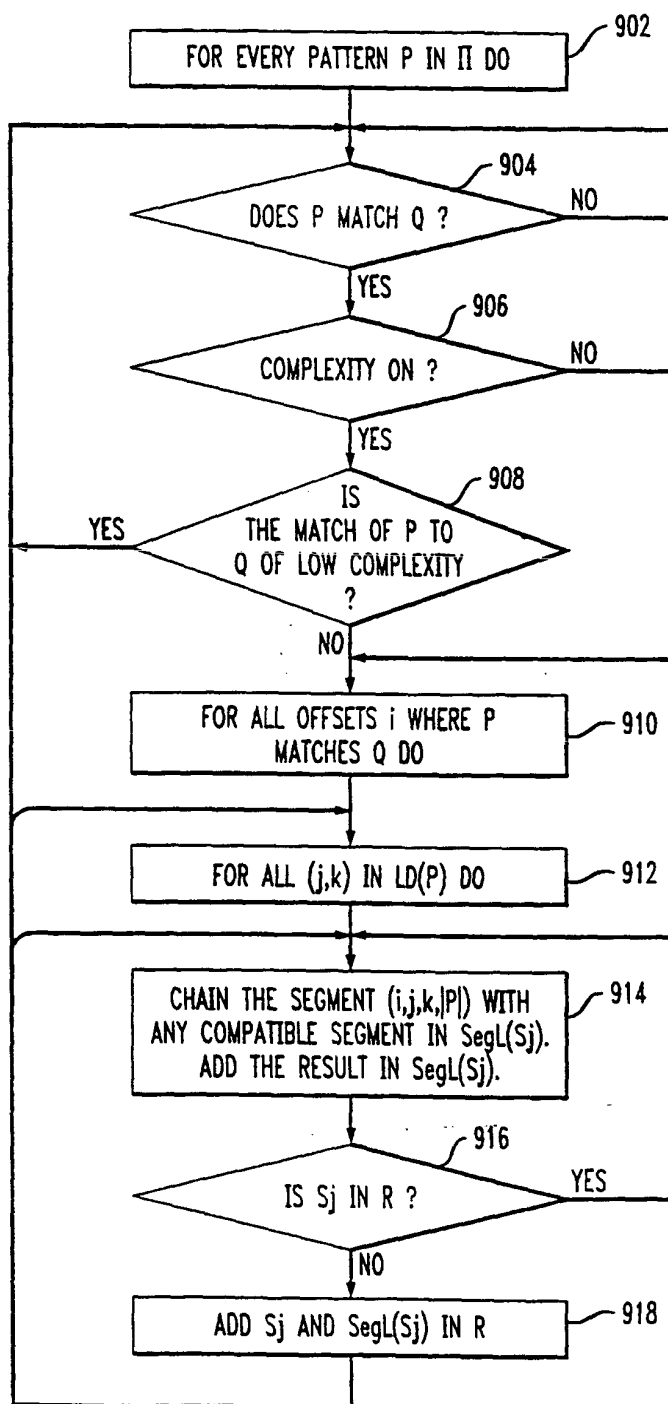 902
FOR EVERY PATTERN P IN Π DO
904
DOES P MATCH Q ?
NO
YES
906
COMPLEXITY ON ?
NO
YES
908
IS
THE MATCH OF P TO
Q OF LOW COMPLEXITY
?
YES
NO
FOR ALL OFFSETS i WHERE P
MATCHES Q DO
910
FOR ALL (j,k) IN LD(P) DO
912
CHAIN THE SEGMENT (i,j,k,|P|) WITH
ANY COMPATIBLE SEGMENT IN SegL(Sj).
ADD THE RESULT IN SegL(Sj).
914
916
IS Sj IN R ?
YES
NO
ADD Sj AND SegL(Sj) IN R
918